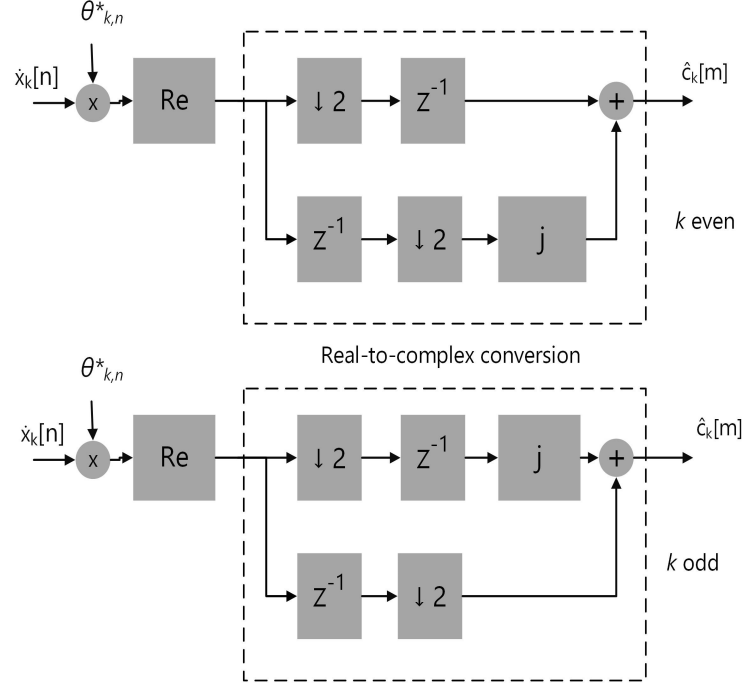 θ*k,n
ẋk[n]
x
Re
↓ 2
Z-1
+
ĉk[m]
Z-1
↓ 2
j
k even
Real-to-complex conversion
θ*k,n
ẋk[n]
x
Re
↓ 2
Z-1
j
+
ĉk[m]
Z-1
↓ 2
k odd